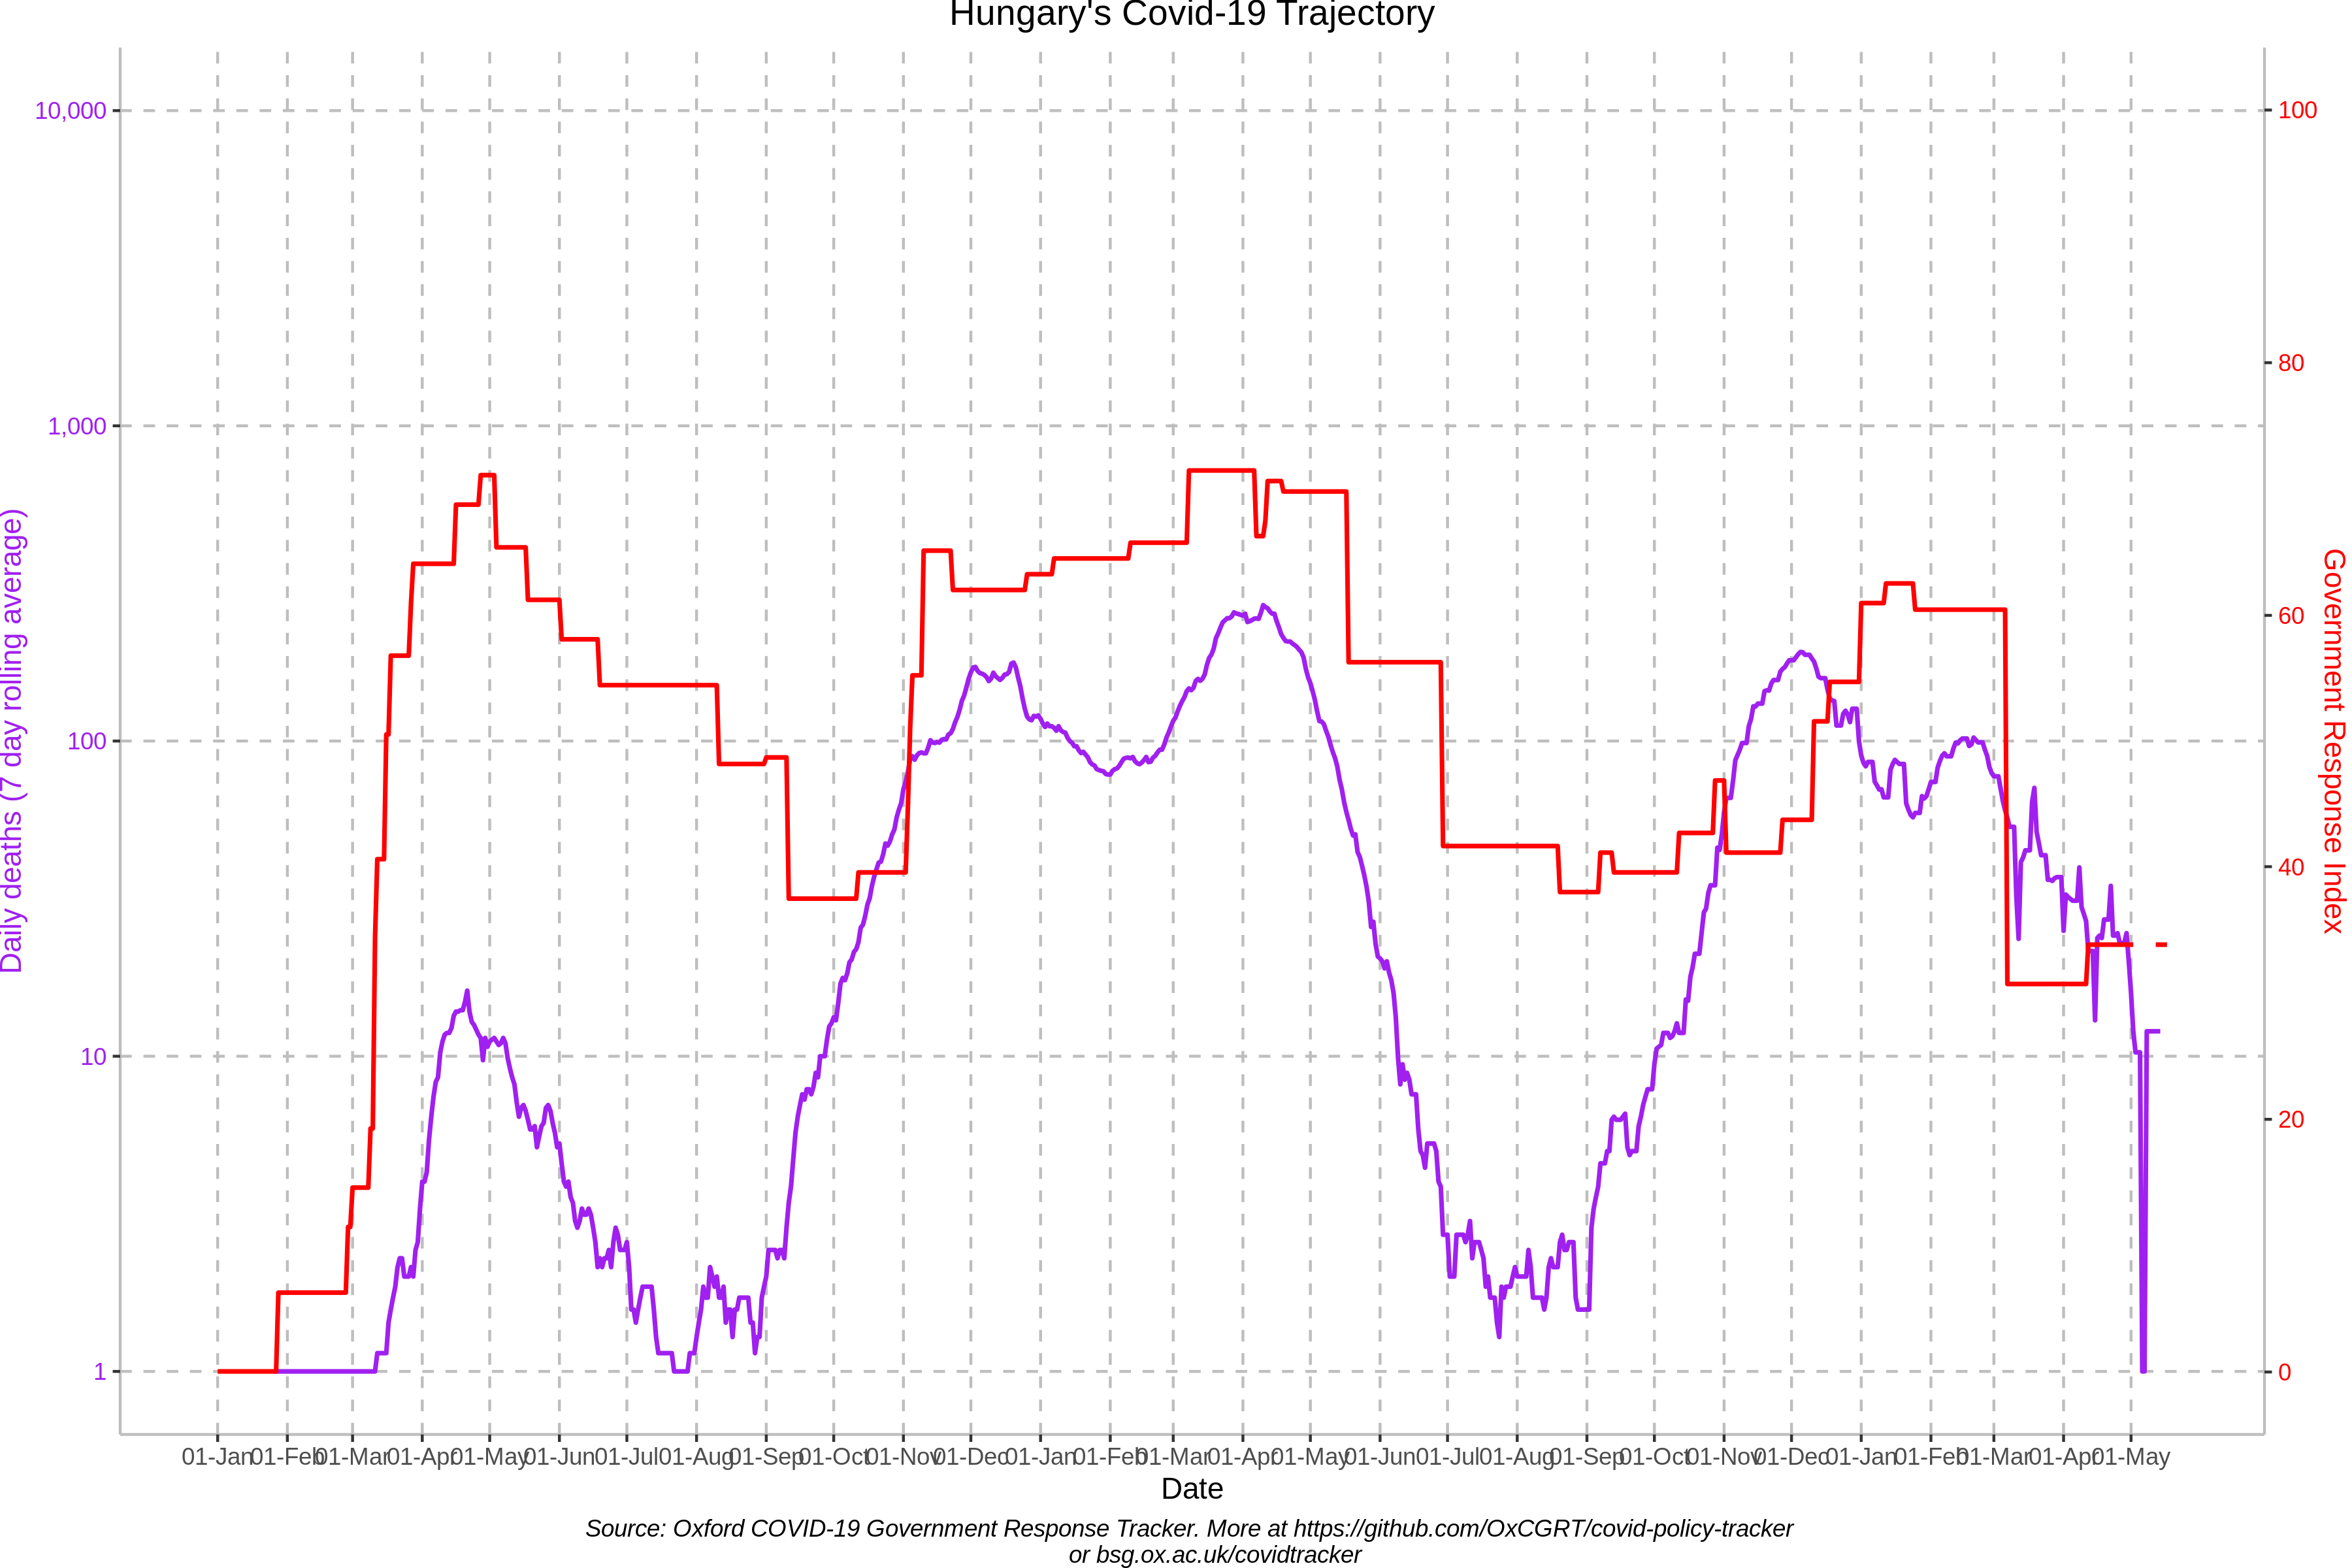 Hungary's Covid-19 Trajectory
10,000
1,000
100
10
1
Daily deaths (7 day rolling average)
100
80
60
40
20
0
Government Response Index
01-Jan 01-Feb 01-Mar 01-Apr 01-May 01-Jun 01-Jul 01-Aug 01-Sep 01-Oct 01-Nov 01-Dec 01-Jan 01-Feb 01-Mar 01-Apr 01-May 01-Jun 01-Jul 01-Aug 01-Sep 01-Oct 01-Nov 01-Dec 01-Jan 01-Feb 01-Mar 01-Apr 01-May
Date
Source: Oxford COVID-19 Government Response Tracker. More at https://github.com/OxCGRT/covid-policy-tracker
or bsg.ox.ac.uk/covidtracker